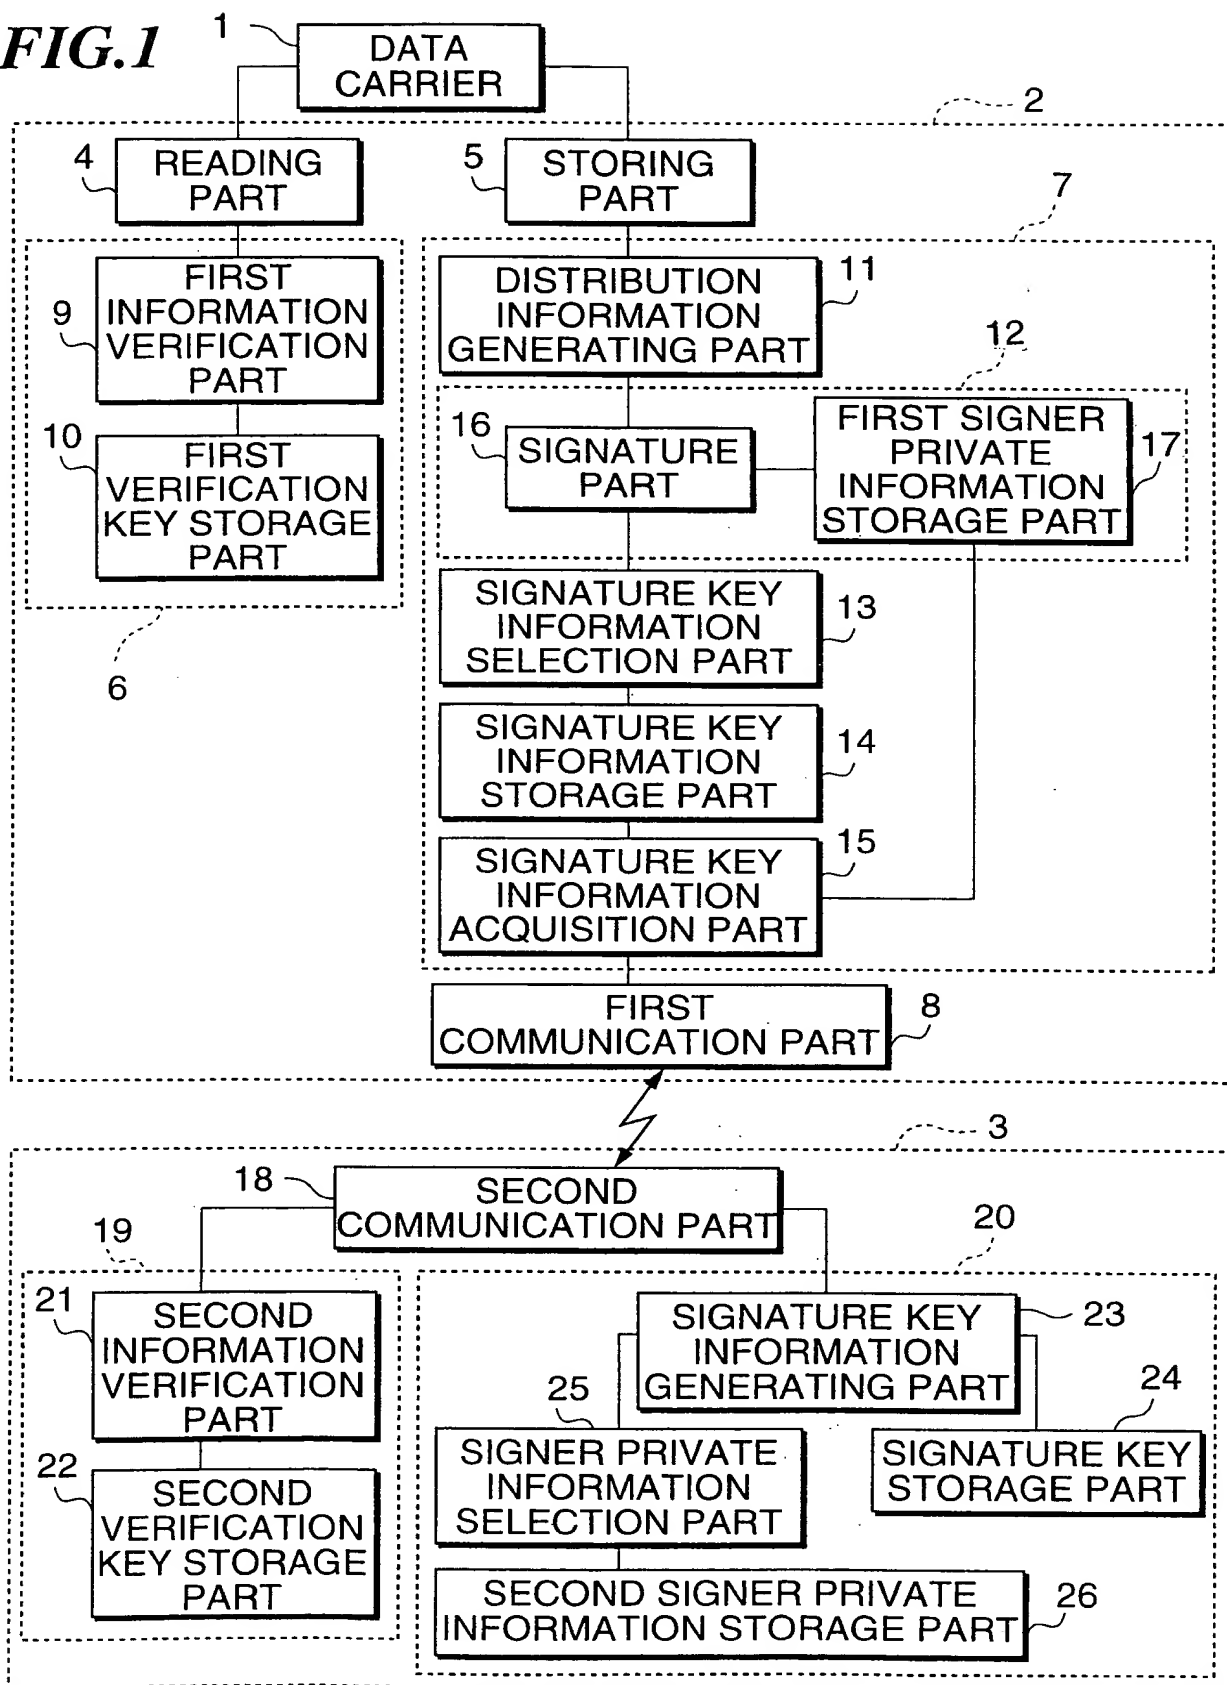 FIG.1
1
DATA
CARRIER
2
4
READING
PART
5
STORING
PART
7
FIRST
INFORMATION
VERIFICATION
PART
9
DISTRIBUTION
INFORMATION
GENERATING PART
11
12
10
FIRST
VERIFICATION
KEY STORAGE
PART
16
SIGNATURE
PART
FIRST SIGNER
PRIVATE
INFORMATION
STORAGE PART
17
6
SIGNATURE KEY
INFORMATION
SELECTION PART
13
SIGNATURE KEY
INFORMATION
STORAGE PART
14
SIGNATURE KEY
INFORMATION
ACQUISITION PART
15
FIRST
COMMUNICATION PART
8
3
18
SECOND
COMMUNICATION PART
19
20
21
SECOND
INFORMATION
VERIFICATION
PART
SIGNATURE KEY
INFORMATION
GENERATING PART
23
22
SECOND
VERIFICATION
KEY STORAGE
PART
25
SIGNER PRIVATE
INFORMATION
SELECTION PART
24
SIGNATURE KEY
STORAGE PART
SECOND SIGNER PRIVATE
INFORMATION STORAGE PART
26